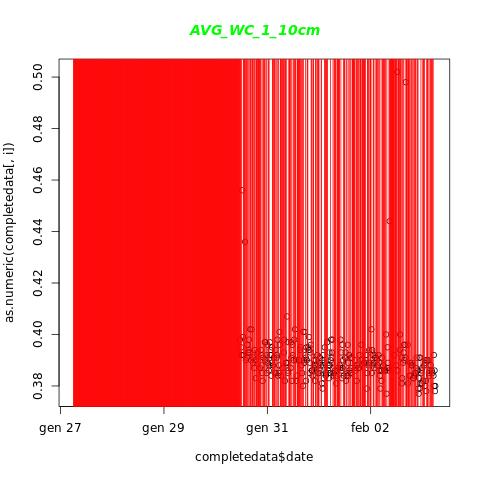 AVG_WC_1_10cm
as.numeric(completedata[, i])
0.50
0.48
0.46
0.44
0.42
0.40
0.38
gen 27 gen 29 gen 31 feb 02
completedata$date